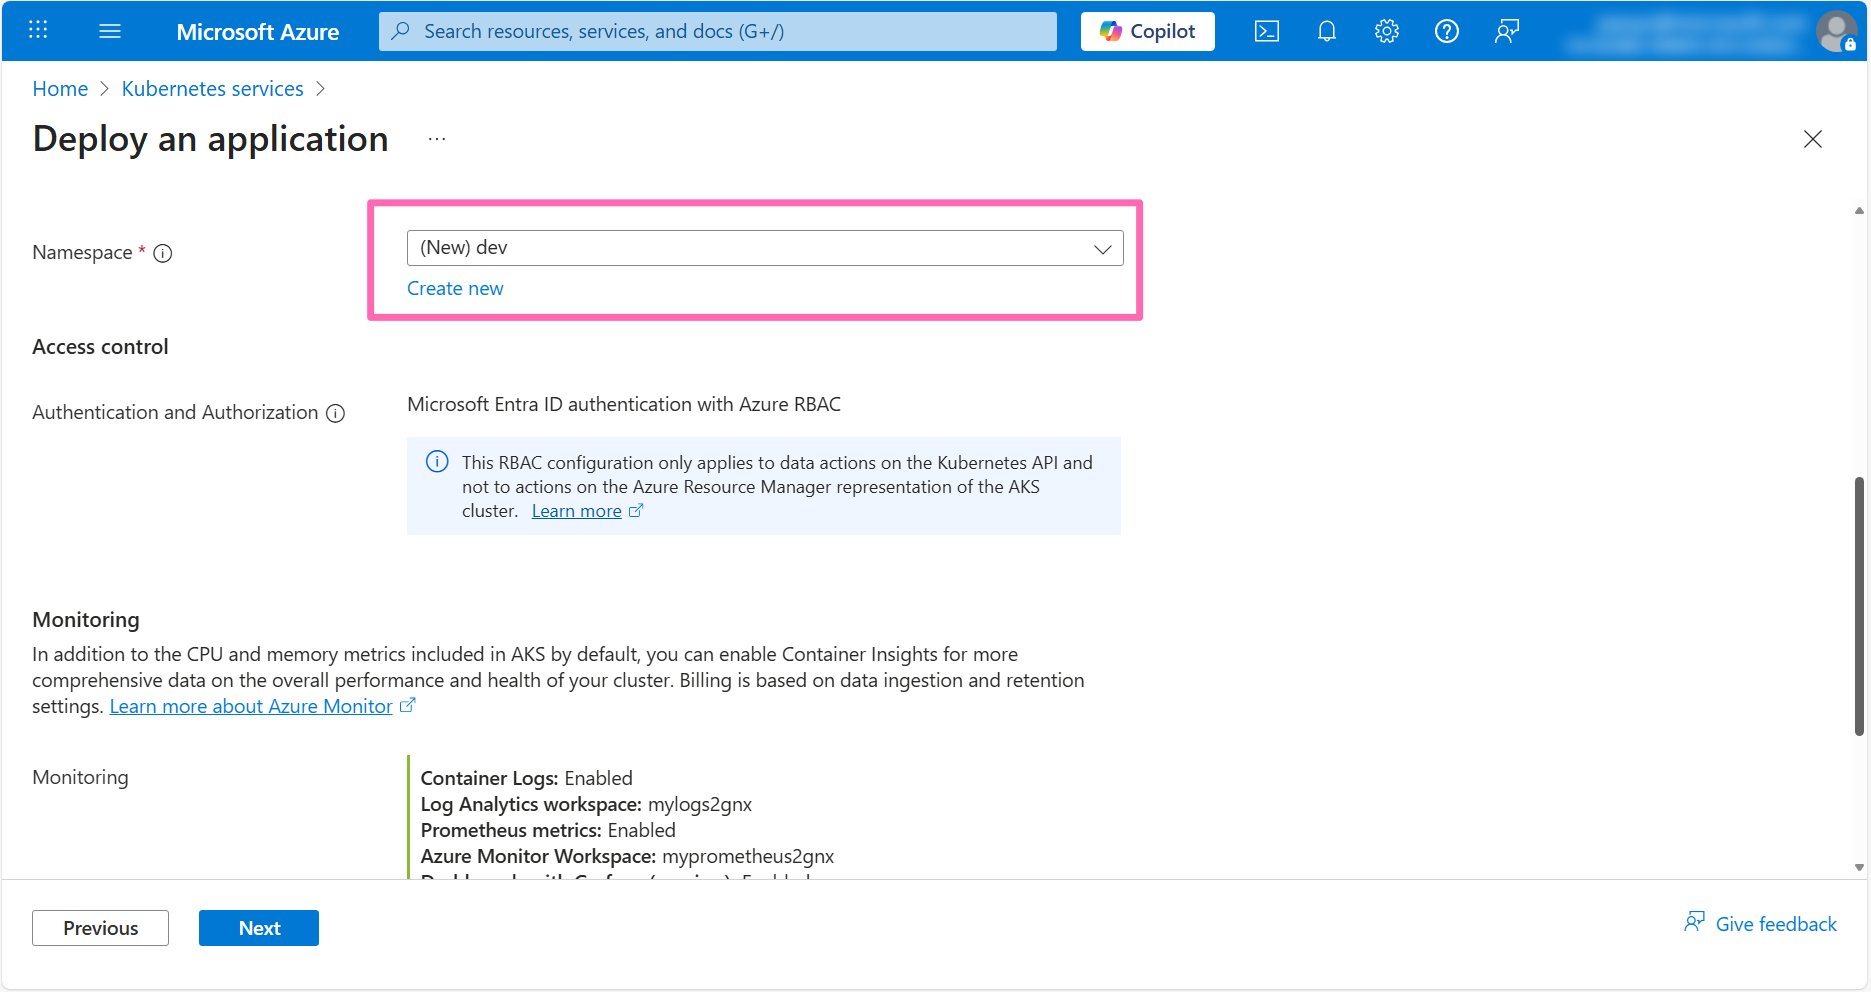 Microsoft Azure
Search resources, services, and docs (G+/)
Copilot
Home
Kubernetes services
Deploy an application
...
Namespace *
(New) dev
Create new
Access control
Authentication and Authorization
Microsoft Entra ID authentication with Azure RBAC
This RBAC configuration only applies to data actions on the Kubernetes API and
not to actions on the Azure Resource Manager representation of the AKS
cluster. Learn more
Monitoring
In addition to the CPU and memory metrics included in AKS by default, you can enable Container Insights for more
comprehensive data on the overall performance and health of your cluster. Billing is based on data ingestion and retention
settings. Learn more about Azure Monitor
Monitoring
Container Logs: Enabled
Log Analytics workspace: mylogs2gnx
Prometheus metrics: Enabled
Azure Monitor Workspace: myprometheus2gnx
Previous
Next
Give feedback